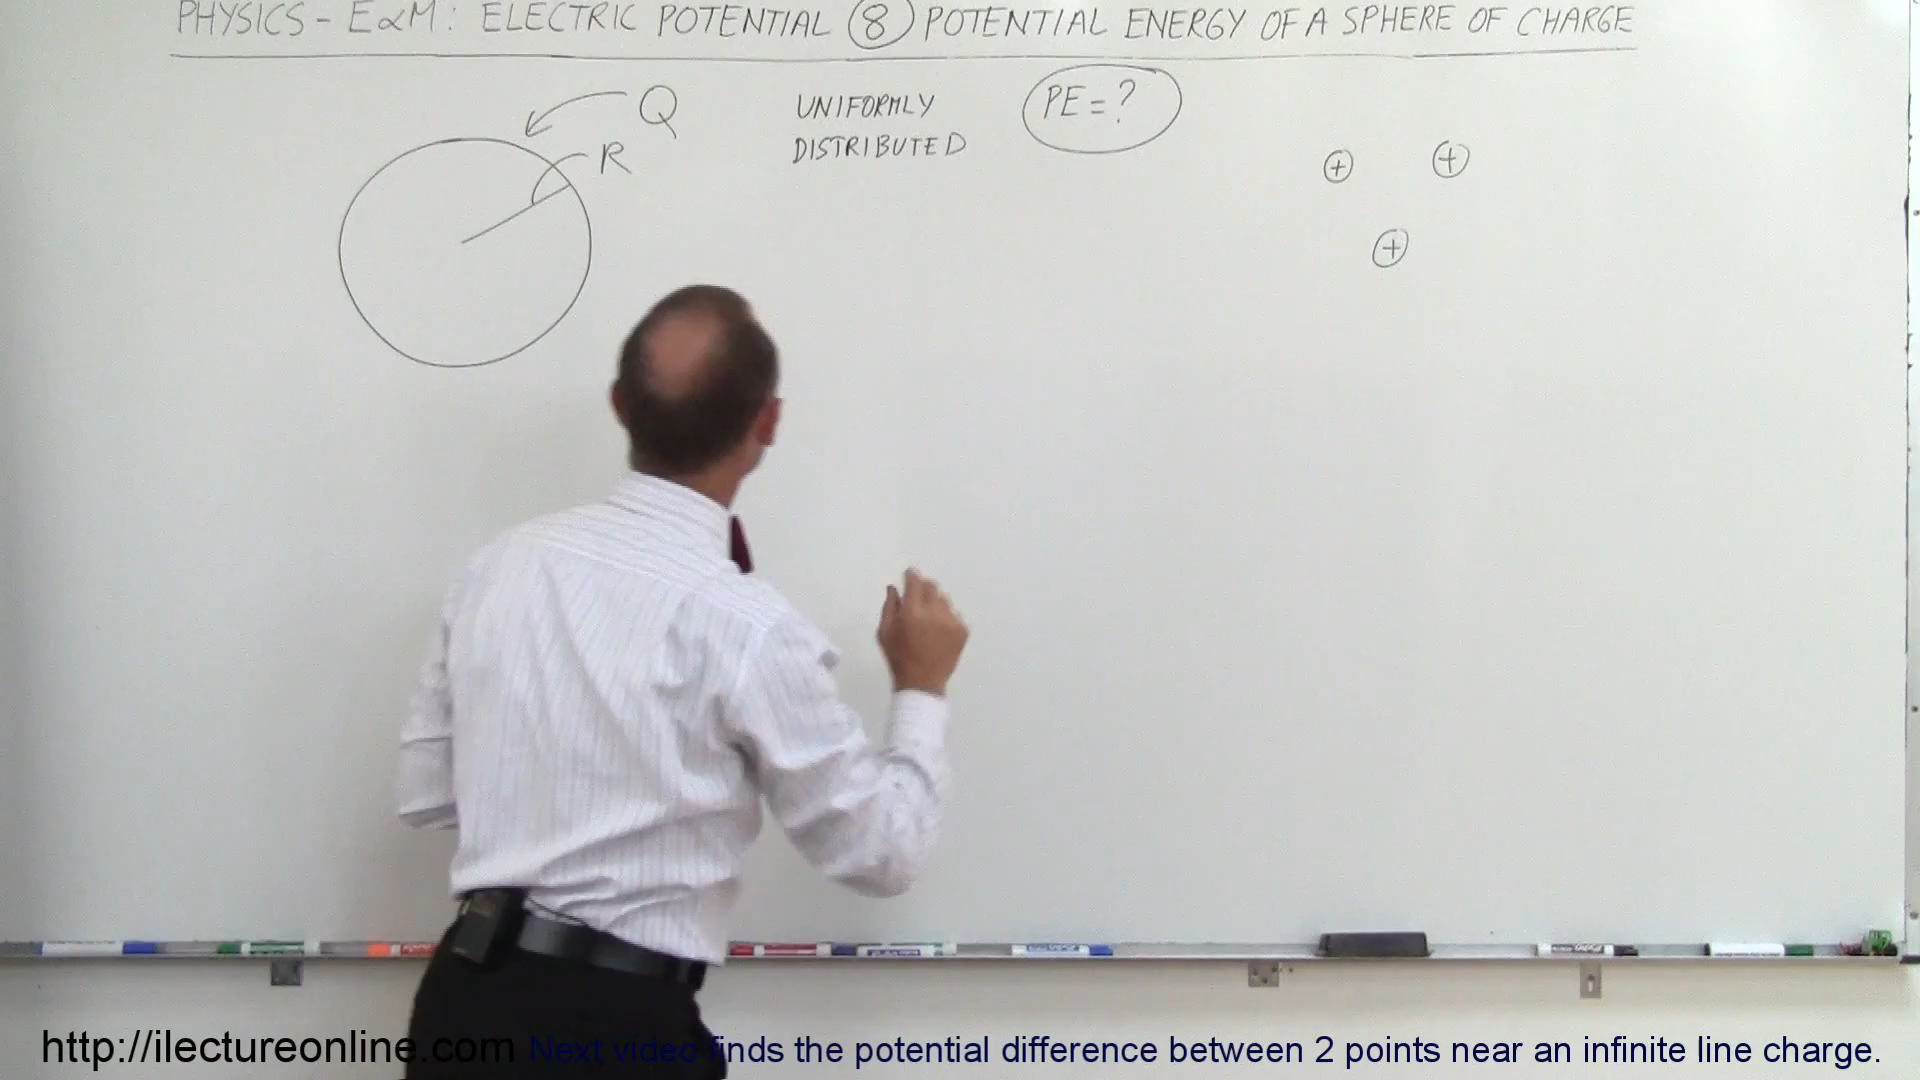 PHYSICS - E&M: ELECTRIC POTENTIAL 8 POTENTIAL ENERGY OF A SPHERE OF CHARGE
Q
R
UNIFORMLY
DISTRIBUTED
PE = ?
+ +
+
http://ilectureonline.com Next video finds the potential difference between 2 points near an infinite line charge.